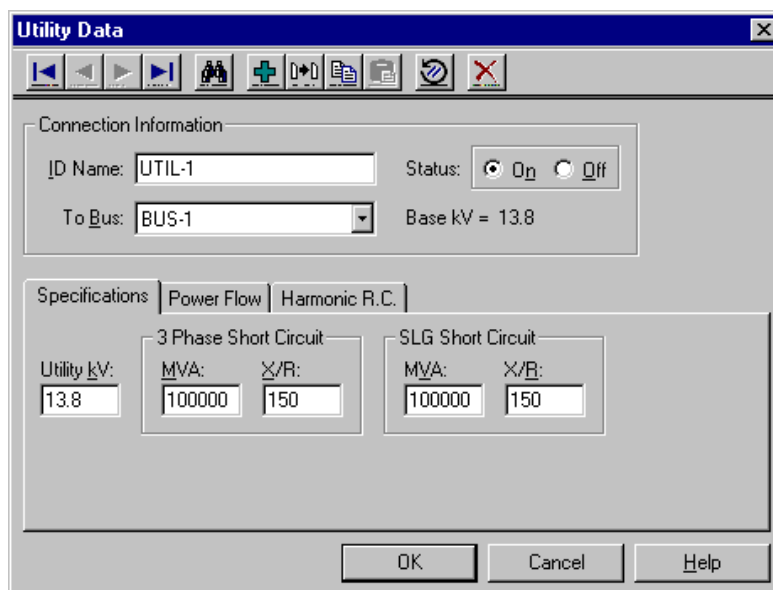 Utility Data
Connection Information
ID Name: UTIL-1 Status: On Off
To Bus: BUS-1 Base kV = 13.8
Specifications Power Flow Harmonic R.C.
3 Phase Short Circuit SLG Short Circuit
Utility kV: MVA: X/R: MVA: X/R:
13.8 100000 150 100000 150
OK Cancel Help